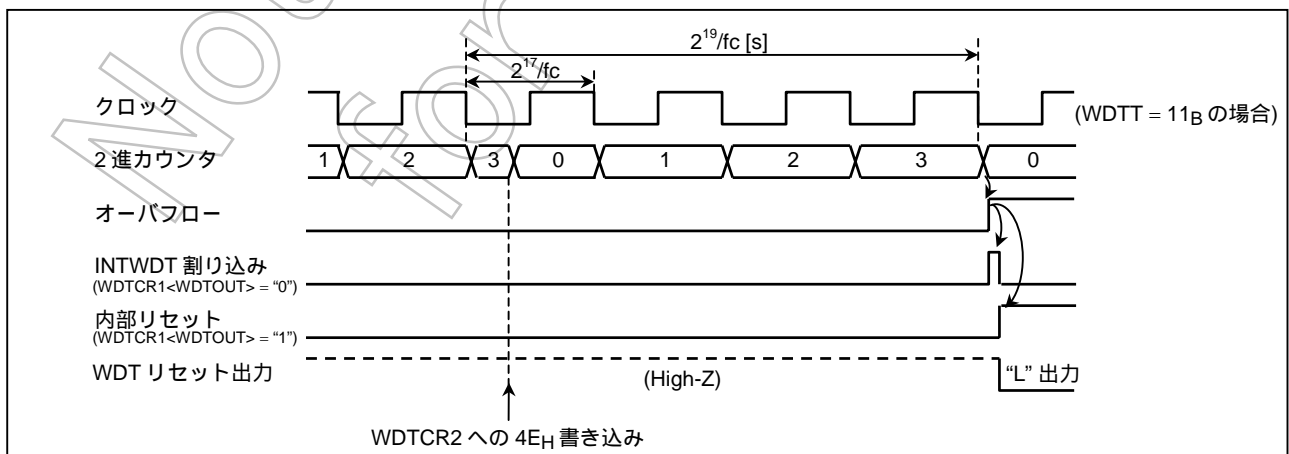 2^19/fc [s]
2^17/fc
クロック
(WDTT = 11B の場合)
2 進カウンタ 1 2 3 0 1 2 3 0
オーバフロー
INTWDT 割り込み
(WDTCR1<WDTOUT> = “0”)
内部リセット
(WDTCR1<WDTOUT> = “1”)
WDT リセット出力 (High-Z) “L” 出力
WDTCR2 への 4EH 書き込み